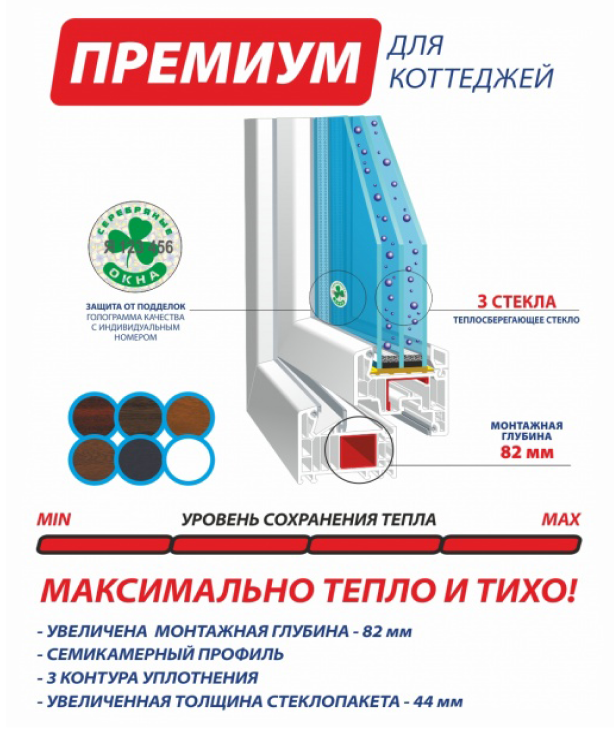 ПРЕМИУМ
ДЛЯ
КОТТЕДЖЕЙ
СЕРЕБРЯНЫЕ
ОКНА
ЗАЩИТА ОТ ПОДДЕЛОК
ГОЛОГРАММА КАЧЕСТВА
С ИНДИВИДУАЛЬНЫМ
НОМЕРОМ
3 СТЕКЛА
ТЕПЛОСБЕРЕГАЮЩЕЕ СТЕКЛО
МОНТАЖНАЯ
ГЛУБИНА
82 мм
MIN
УРОВЕНЬ СОХРАНЕНИЯ ТЕПЛА
MAX
МАКСИМАЛЬНО ТЕПЛО И ТИХО!
- УВЕЛИЧЕНА МОНТАЖНАЯ ГЛУБИНА - 82 мм
- СЕМИКАМЕРНЫЙ ПРОФИЛЬ
- 3 КОНТУРА УПЛОТНЕНИЯ
- УВЕЛИЧЕННАЯ ТОЛЩИНА СТЕКЛОПАКЕТА - 44 мм